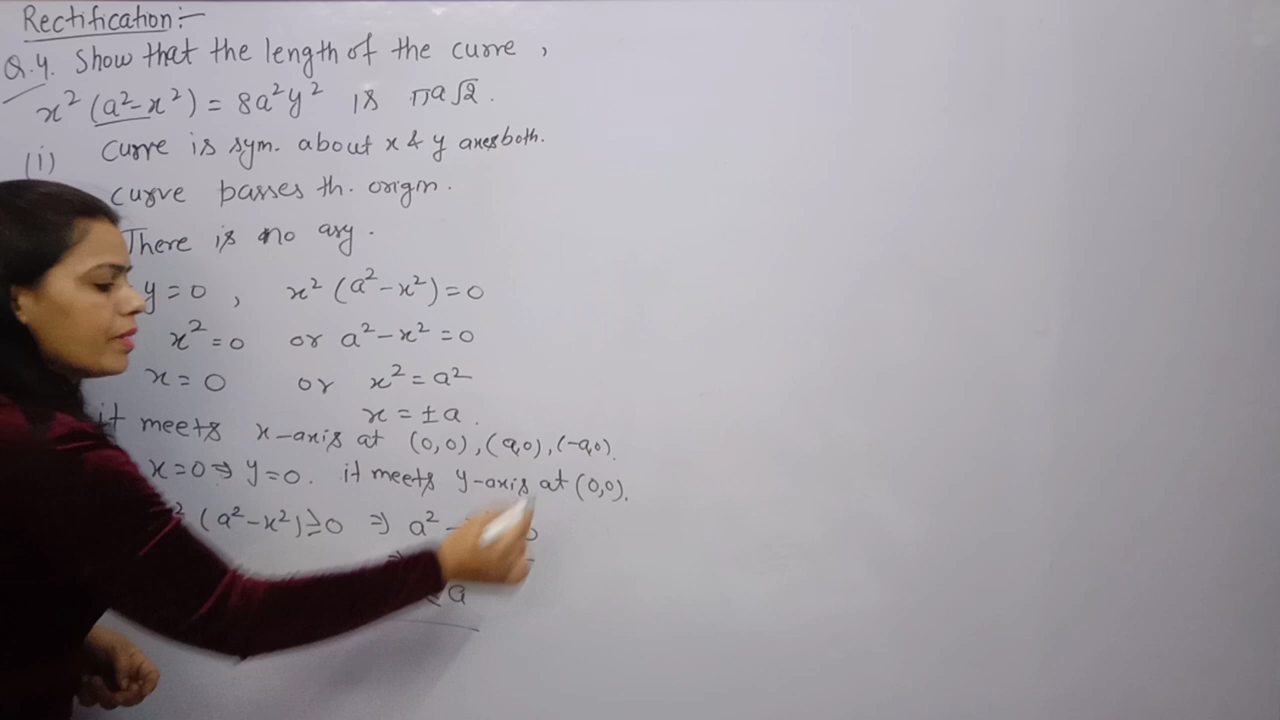 Rectification:-
Q.4. Show that the length of the curve,
x² (a²-x²) = 8a²y² is πa√2.
(i) Curve is sym. about x & y axes both.
Curve passes th. origin.
There is no asy.
y = 0 , x² (a²-x²) = 0
x² = 0 or a²-x² = 0
x = 0 or x² = a²
x = ±a.
it meets x-axis at (0,0), (a,0), (-a,0).
x=0 ⇒ y=0. it meets y-axis at (0,0).
² (a²-x²) ≥ 0 ⇒ a² - 0
a